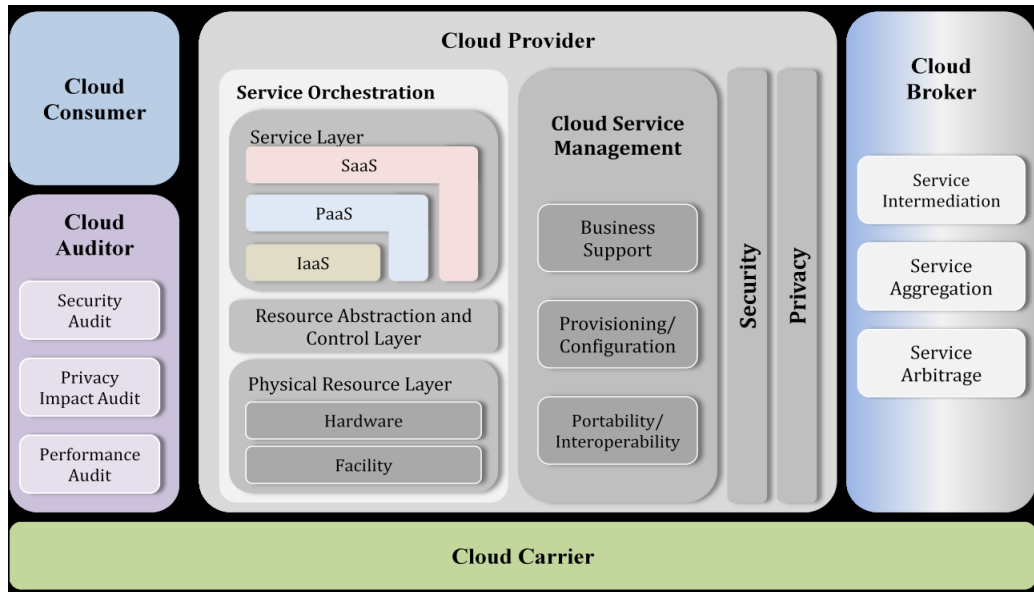 Cloud
Consumer
Cloud
Auditor
Security
Audit
Privacy
Impact Audit
Performance
Audit
Cloud Provider
Service Orchestration
Service Layer
SaaS
PaaS
IaaS
Resource Abstraction and
Control Layer
Physical Resource Layer
Hardware
Facility
Cloud Service
Management
Business
Support
Provisioning/
Configuration
Portability/
Interoperability
Security
Privacy
Cloud
Broker
Service
Intermediation
Service
Aggregation
Service
Arbitrage
Cloud Carrier